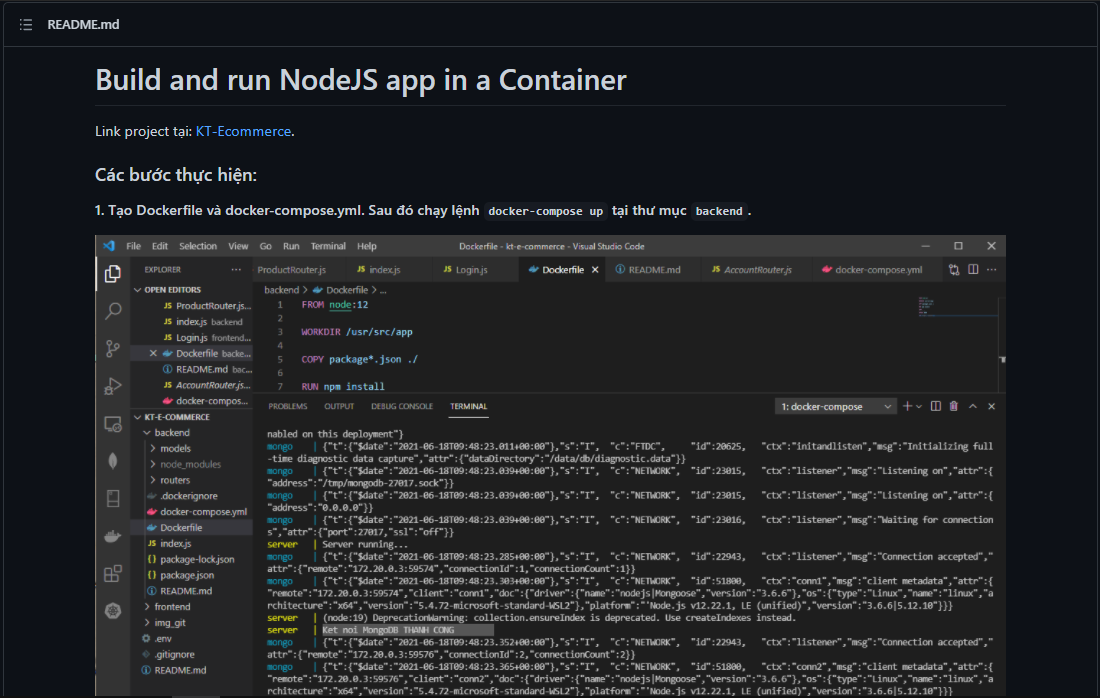 README.md
Build and run NodeJS app in a Container
Link project tại: KT-Ecommerce.
Các bước thực hiện:
1. Tạo Dockerfile và docker-compose.yml. Sau đó chạy lệnh docker-compose up tại thư mục backend .
File Edit Selection View Go Run Terminal Help Dockerfile - kt-e-commerce - Visual Studio Code
EXPLORER ...
OPEN EDITORS
JS ProductRouter.js...
JS index.js backend
JS Login.js frontend...
Dockerfile backe...
README.md bac...
JS AccountRouter.js...
docker-compos...
KT-E-COMMERCE
backend
models
node_modules
routers
.dockerignore
docker-compose.yml
Dockerfile
JS index.js
{} package-lock.json
{} package.json
README.md
frontend
img_git
.env
.gitignore
README.md
ProductRouter.js JS index.js JS Login.js Dockerfile README.md JS AccountRouter.js docker-compose.yml
backend > Dockerfile > ...
1 FROM node:12
2
3 WORKDIR /usr/src/app
4
5 COPY package*.json ./
6
7 RUN npm install
PROBLEMS OUTPUT DEBUG CONSOLE TERMINAL 1: docker-compose
nabled on this deployment"}
mongo | {"t":{"$date":"2021-06-18T09:48:23.011+00:00"},"s":"I", "c":"FTDC", "id":20625, "ctx":"initandlisten","msg":"Initializing full
-time diagnostic data capture","attr":{"dataDirectory":"/data/db/diagnostic.data"}}
mongo | {"t":{"$date":"2021-06-18T09:48:23.039+00:00"},"s":"I", "c":"NETWORK", "id":23015, "ctx":"listener","msg":"Listening on","attr":{
"address":"/tmp/mongodb-27017.sock"}}
mongo | {"t":{"$date":"2021-06-18T09:48:23.039+00:00"},"s":"I", "c":"NETWORK", "id":23015, "ctx":"listener","msg":"Listening on","attr":{
"address":"0.0.0.0"}}
mongo | {"t":{"$date":"2021-06-18T09:48:23.039+00:00"},"s":"I", "c":"NETWORK", "id":23016, "ctx":"listener","msg":"Waiting for connection
s","attr":{"port":27017,"ssl":"off"}}
server | Server running...
mongo | {"t":{"$date":"2021-06-18T09:48:23.285+00:00"},"s":"I", "c":"NETWORK", "id":22943, "ctx":"listener","msg":"Connection accepted","
attr":{"remote":"172.20.0.3:59574","connectionId":1,"connectionCount":1}}
mongo | {"t":{"$date":"2021-06-18T09:48:23.303+00:00"},"s":"I", "c":"NETWORK", "id":51800, "ctx":"conn1","msg":"client metadata","attr":{
"remote":"172.20.0.3:59574","client":"conn1","doc":{"driver":{"name":"nodejs|Mongoose","version":"3.6.6"},"os":{"type":"Linux","name":"linux","a
rchitecture":"x64","version":"5.4.72-microsoft-standard-WSL2"},"platform":"'Node.js v12.22.1, LE (unified)","version":"3.6.6|5.12.10"}}}
server | (node:19) DeprecationWarning: collection.ensureIndex is deprecated. Use createIndexes instead.
server | Ket noi MongoDB THANH CONG
mongo | {"t":{"$date":"2021-06-18T09:48:23.352+00:00"},"s":"I", "c":"NETWORK", "id":22943, "ctx":"listener","msg":"Connection accepted","
attr":{"remote":"172.20.0.3:59576","connectionId":2,"connectionCount":2}}
mongo | {"t":{"$date":"2021-06-18T09:48:23.365+00:00"},"s":"I", "c":"NETWORK", "id":51800, "ctx":"conn2","msg":"client metadata","attr":{
"remote":"172.20.0.3:59576","client":"conn2","doc":{"driver":{"name":"nodejs|Mongoose","version":"3.6.6"},"os":{"type":"Linux","name":"linux","a
rchitecture":"x64","version":"5.4.72-microsoft-standard-WSL2"},"platform":"'Node.js v12.22.1, LE (unified)","version":"3.6.6|5.12.10"}}}